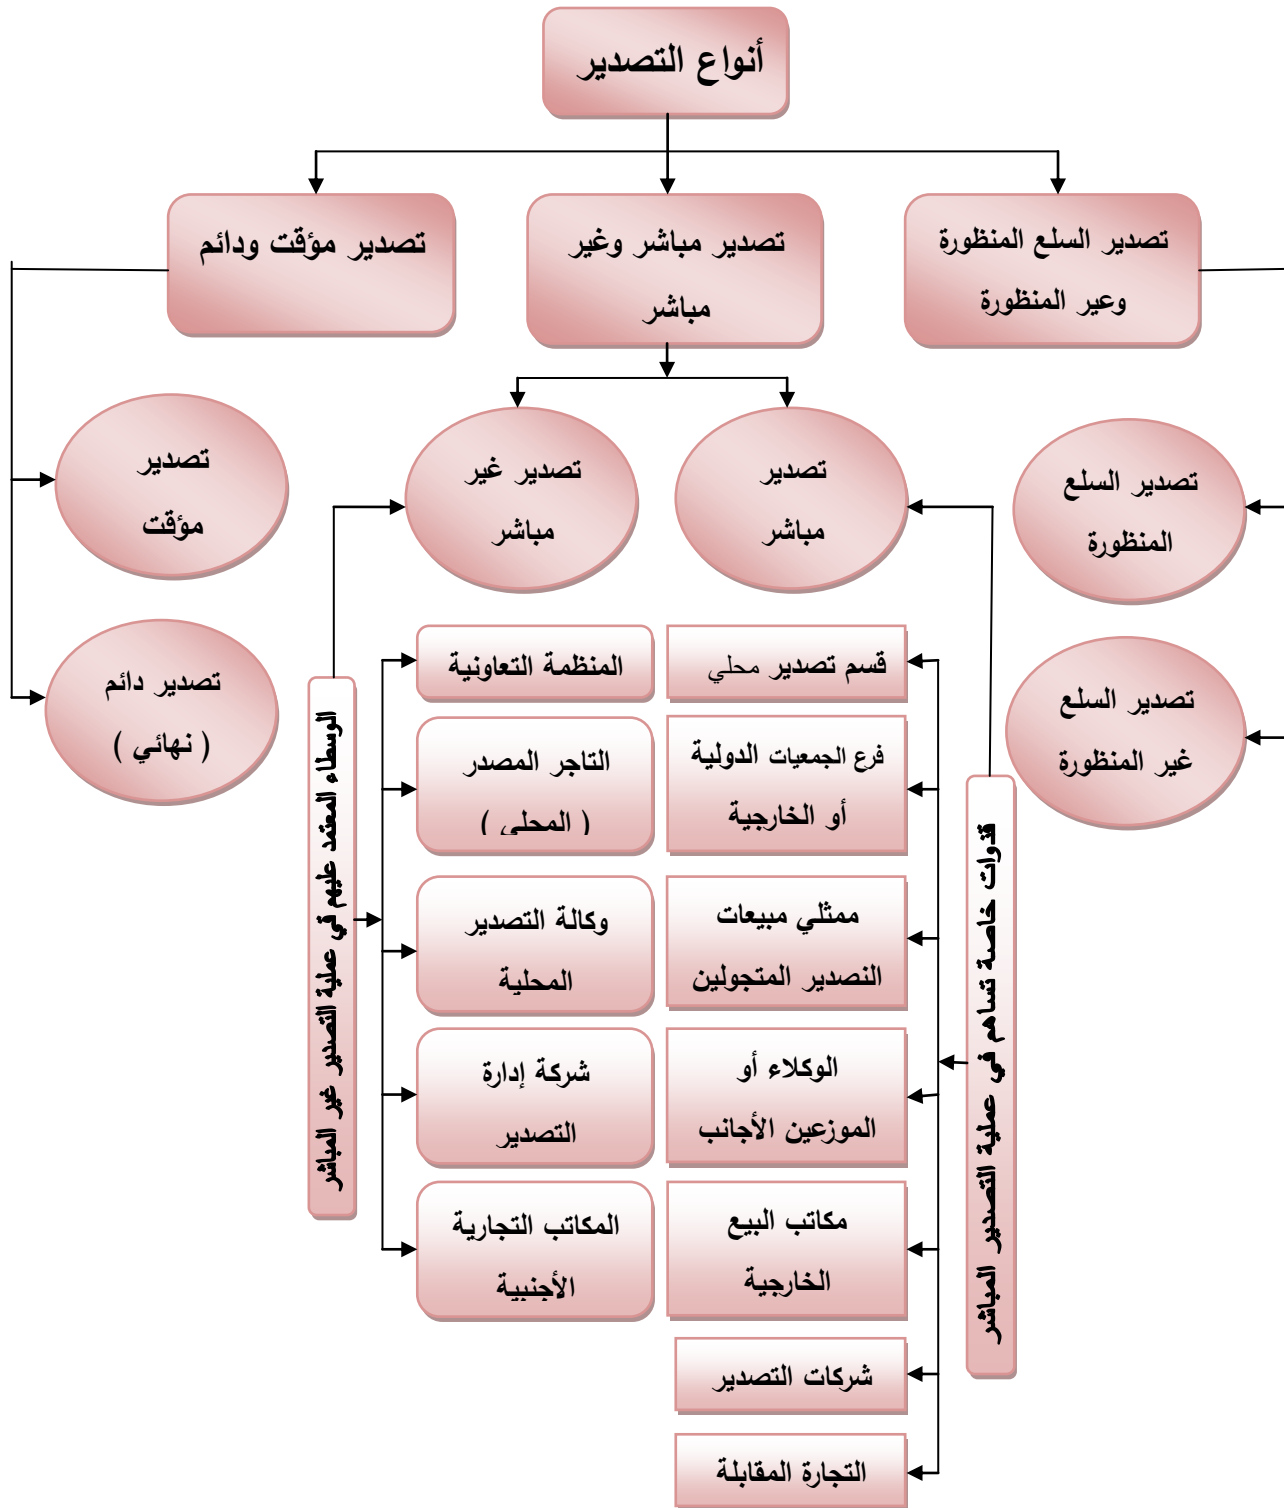 أنواع التصدير
تصدير السلع المنظورة
وعير المنظورة
تصدير مباشر وغير
مباشر
تصدير مؤقت ودائم
تصدير السلع
المنظورة
تصدير السلع
غير المنظورة
تصدير
مباشر
تصدير غير
مباشر
تصدير
مؤقت
تصدير دائم
( نهائي )
قنوات خاصة تساهم في عملية التصدير المباشر
قسم تصدير محلي
فرع الجمعيات الدولية
أو الخارجية
ممثلي مبيعات
النصدير المتجولين
الوكلاء أو
الموزعين الأجانب
مكاتب البيع
الخارجية
شركات التصدير
التجارة المقابلة
الوسطاء المعتمد عليهم في عملية التصدير غير المباشر
المنظمة التعاونية
التاجر المصدر
( المحلي )
وكالة التصدير
المحلية
شركة إدارة
التصدير
المكاتب التجارية
الأجنبية